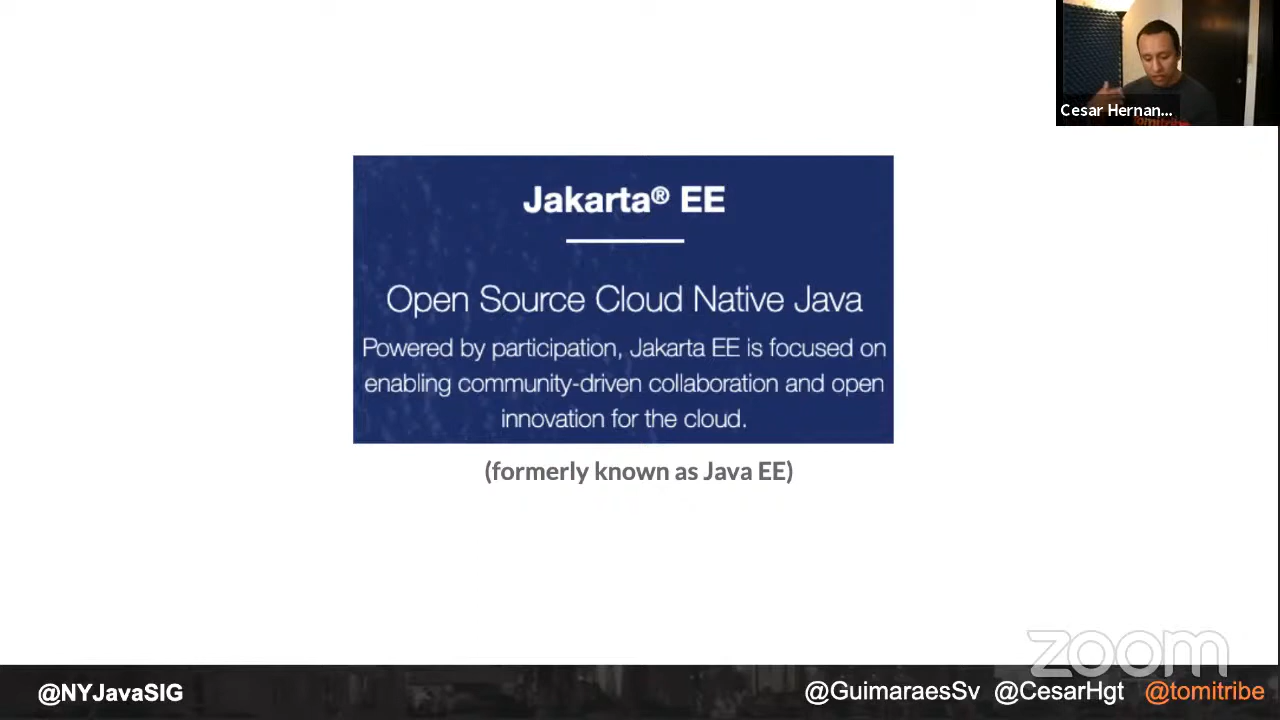 Cesar Hernan...
tomitribe
Jakarta® EE
Open Source Cloud Native Java
Powered by participation, Jakarta EE is focused on
enabling community-driven collaboration and open
innovation for the cloud.
(formerly known as Java EE)
zoom
@NYJavaSIG
@GuimaraesSv @CesarHgt @tomitribe